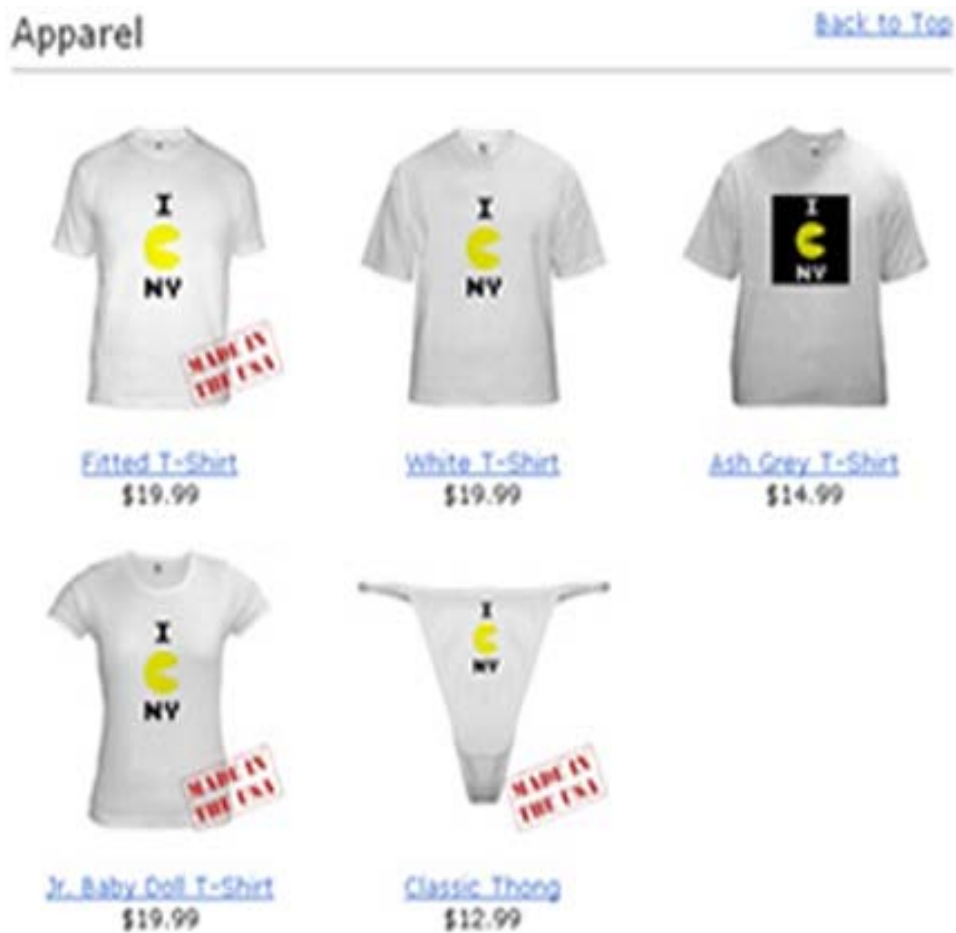 Apparel
Back to Top
I
NY
I
NY
I
NY
MADE IN
THE USA
Fitted T-Shirt
$19.99
White T-Shirt
$19.99
Ash Grey T-Shirt
$14.99
I
NY
I
NY
MADE IN
THE USA
MADE IN
THE USA
Jr. Baby Doll T-Shirt
$19.99
Classic Thong
$12.99